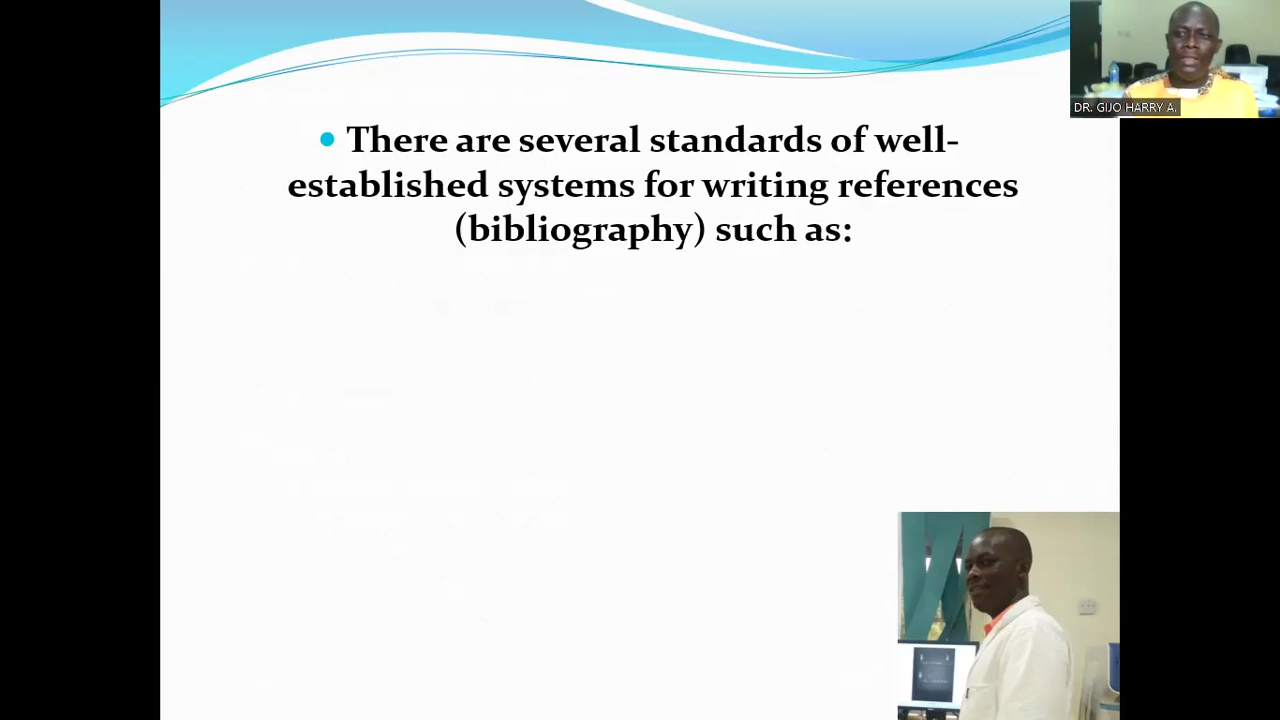 DR. GIJO HARRY A.
• There are several standards of well-
established systems for writing references
(bibliography) such as: